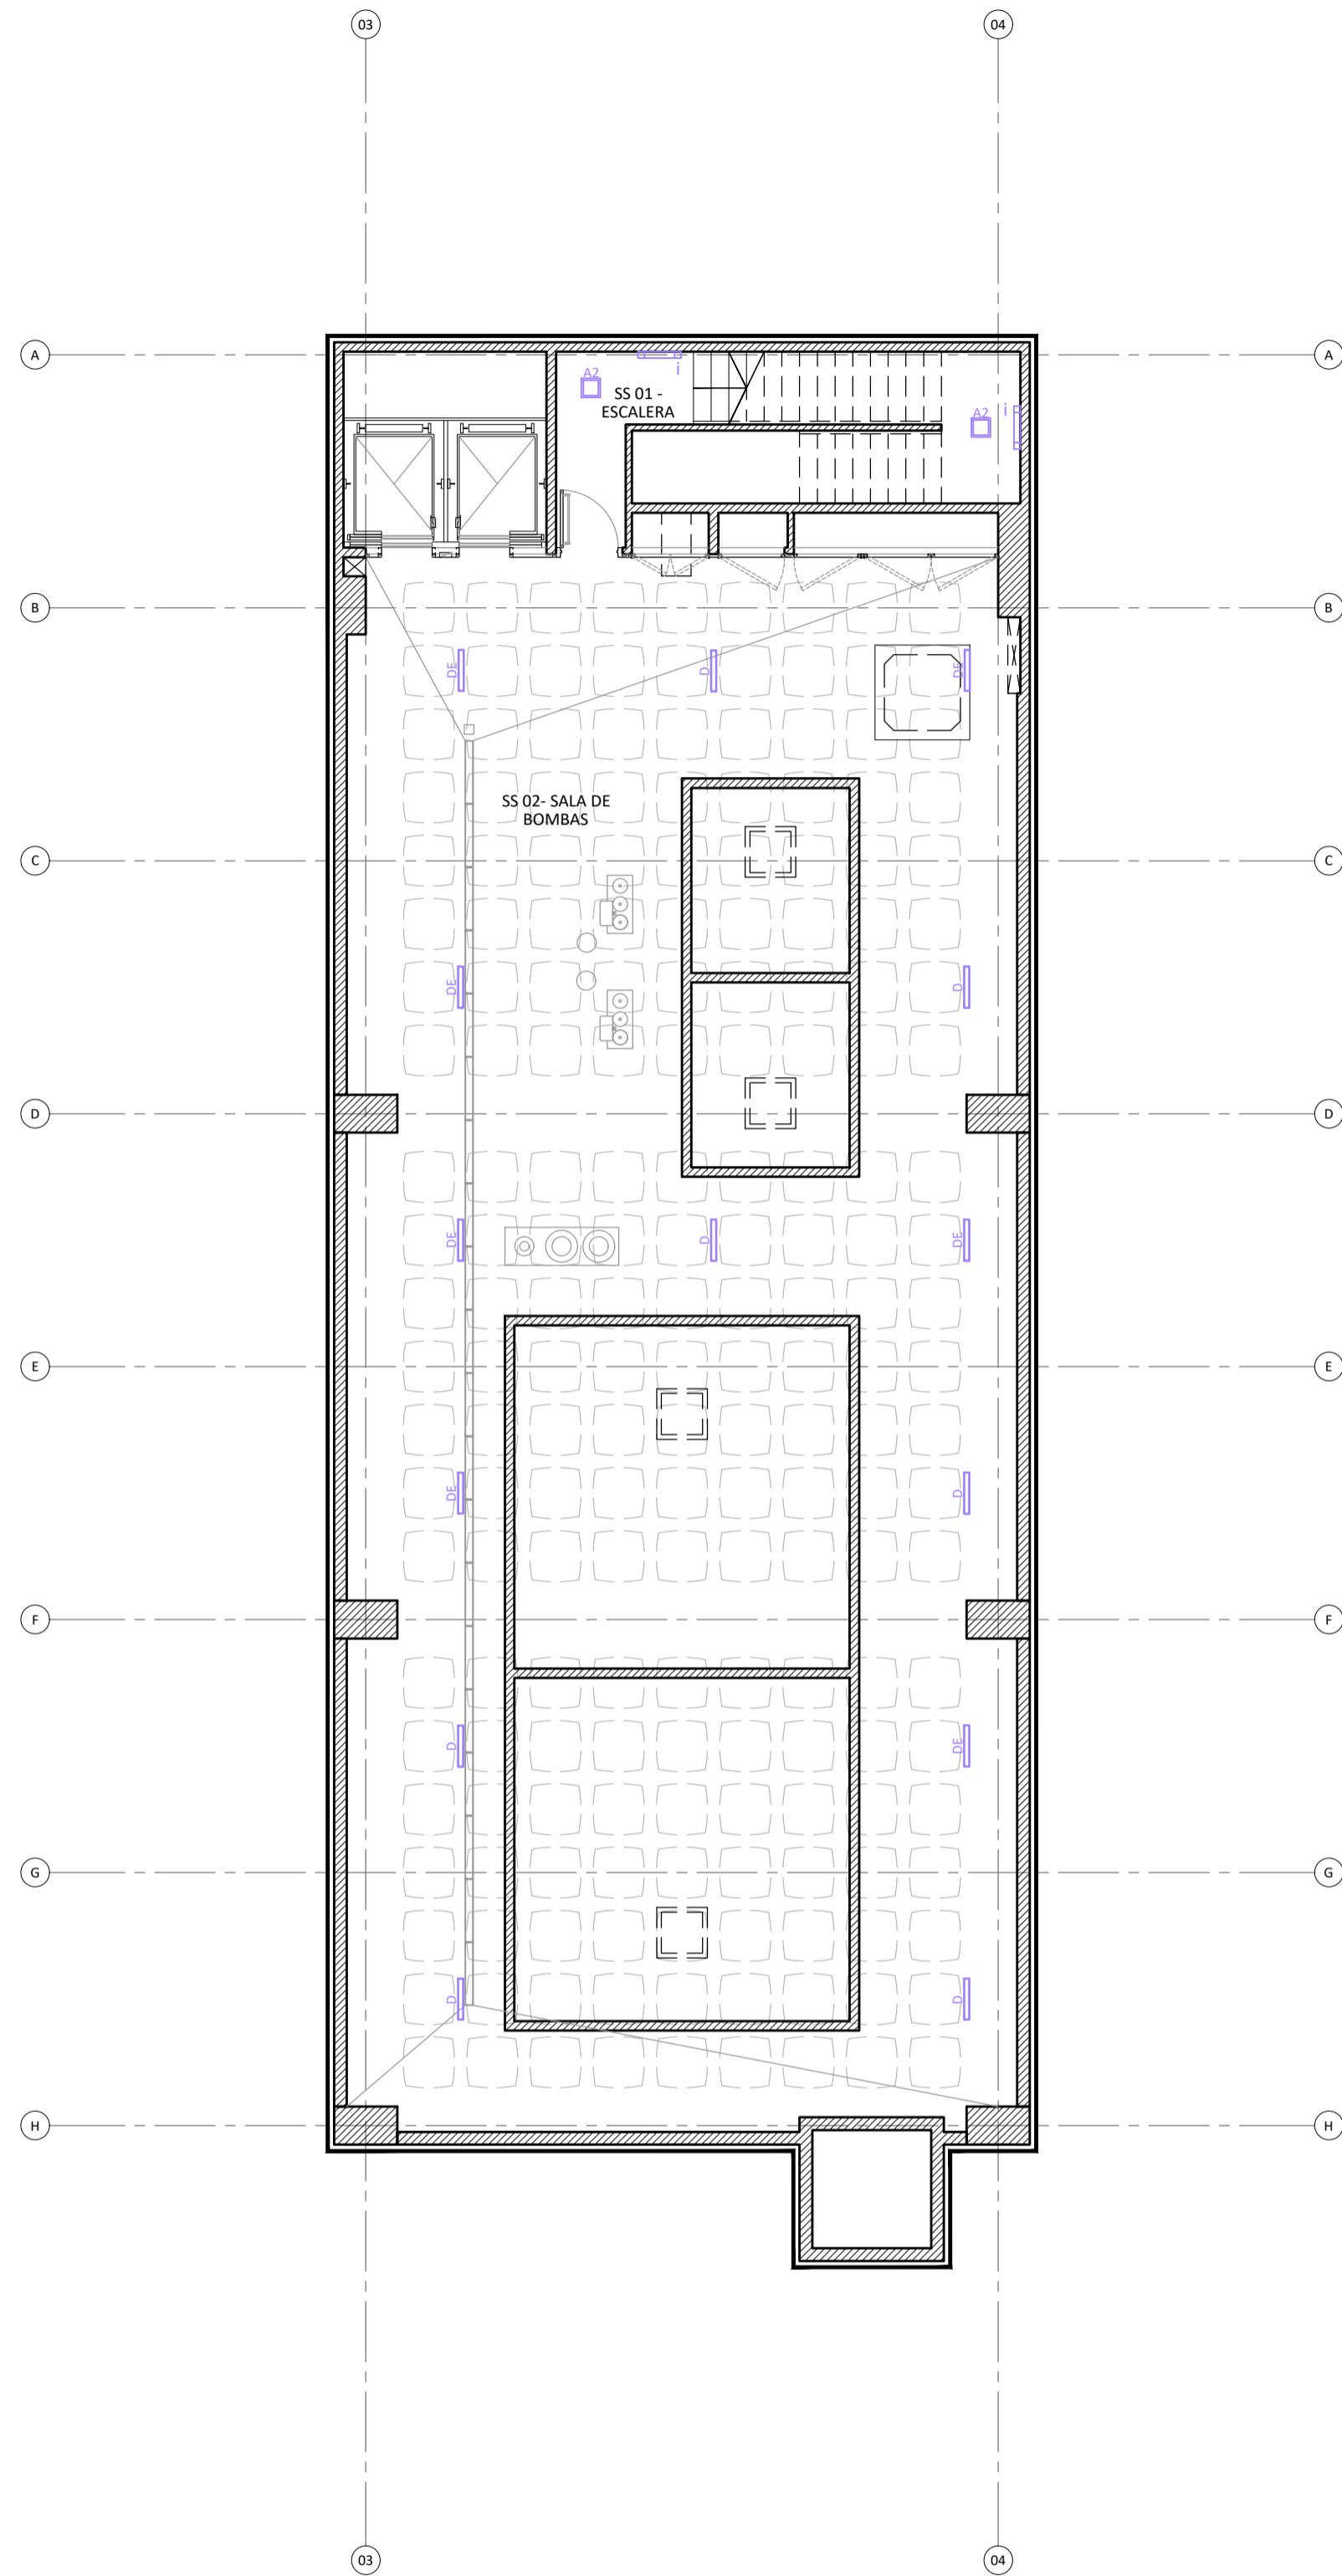 03 04
A A
i
A2 A2 i
SS 01 -
ESCALERA
B B
DE D DE
SS 02- SALA DE
BOMBAS
C C
DE D
D D
DE D DE
E E
DE D
F F
D DE
G G
D D
H H
03 04